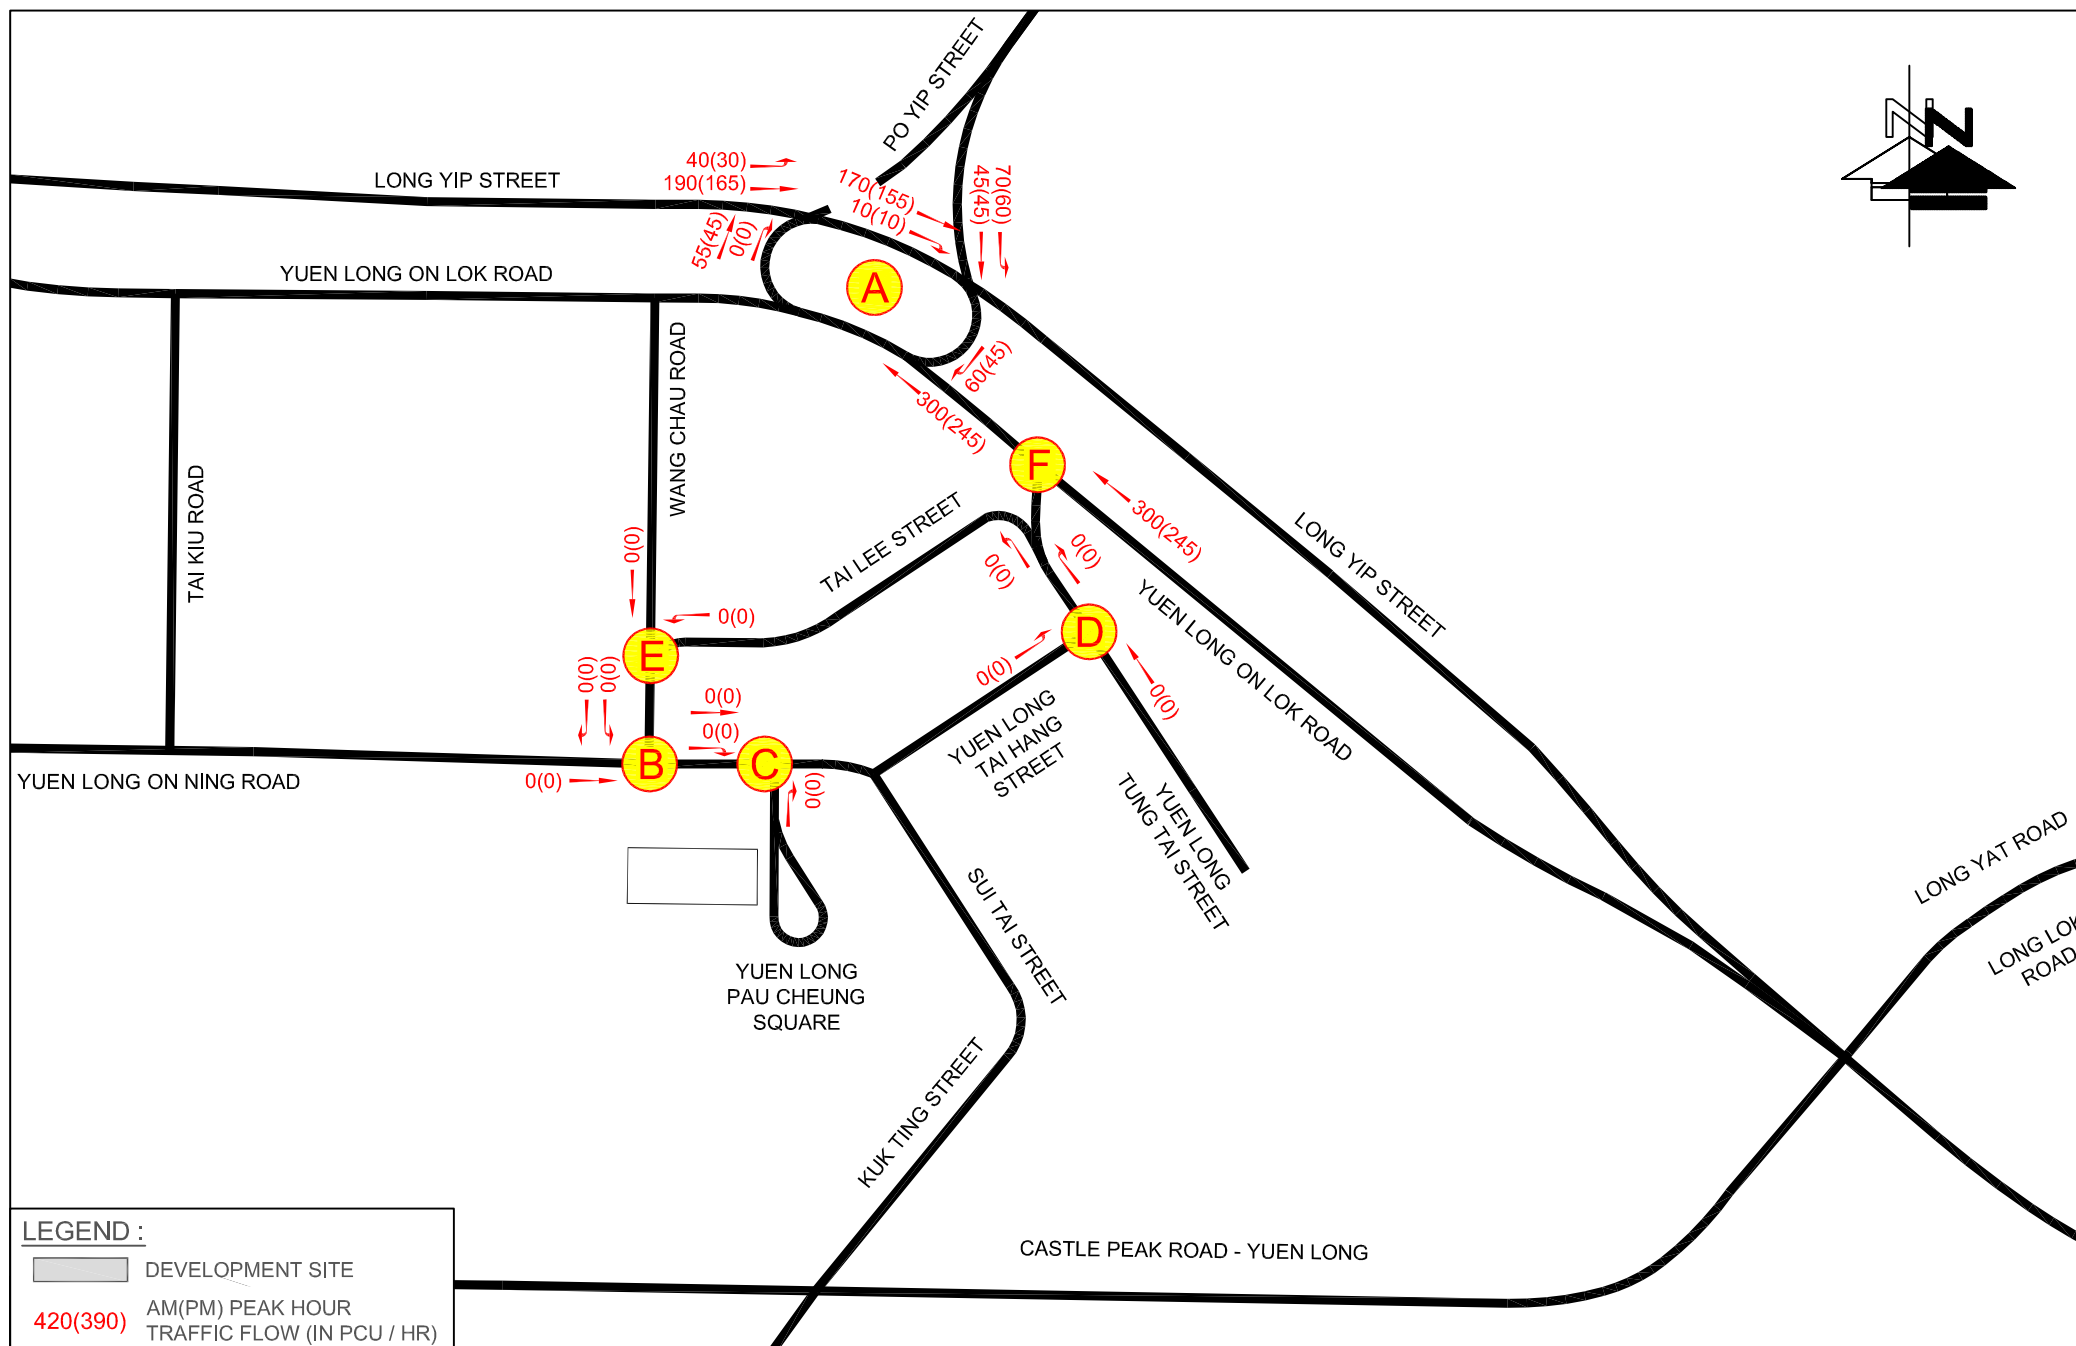 PO YIP STREET
N
40(30)
LONG YIP STREET
190(165)
170(155)
10(10)
70(60)
45(45)
55(45)
0(0)
YUEN LONG ON LOK ROAD
A
WANG CHAU ROAD
60(45)
300(245)
F
TAI KIU ROAD
TAI LEE STREET
300(245)
LONG YIP STREET
0(0)
0(0)
0(0)
YUEN LONG ON LOK ROAD
0(0)
D
E
0(0)
0(0)
0(0)
0(0)
0(0)
0(0)
YUEN LONG
TAI HANG
STREET
B
C
YUEN LONG ON NING ROAD
0(0)
0(0)
YUEN LONG
TUNG TAI STREET
LONG YAT ROAD
SUI TAI STREET
LONG LOK
ROAD
YUEN LONG
PAU CHEUNG
SQUARE
KUK TING STREET
CASTLE PEAK ROAD - YUEN LONG
LEGEND :
DEVELOPMENT SITE
420(390)
AM(PM) PEAK HOUR
TRAFFIC FLOW (IN PCU / HR)